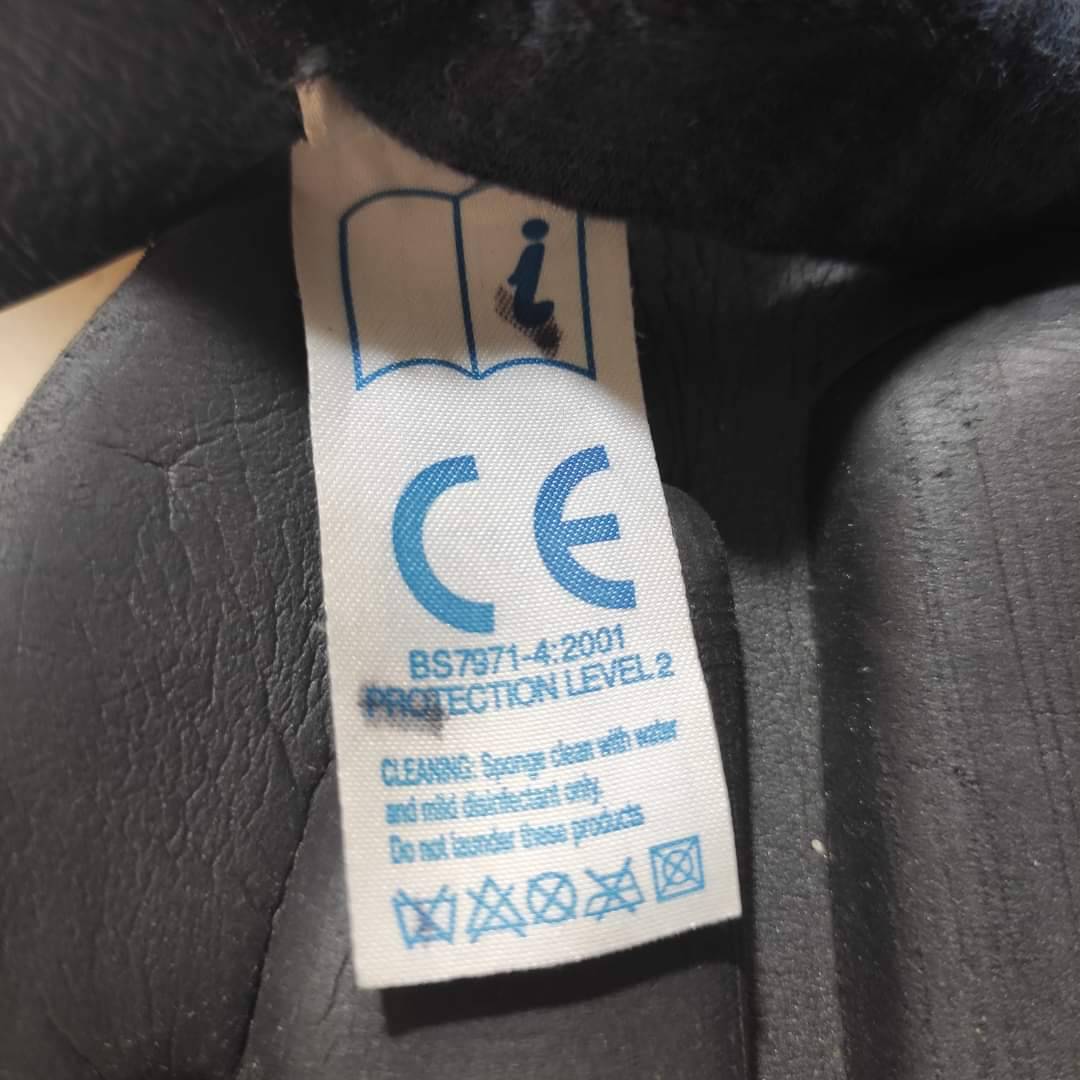 i
CE
BS7971-4:2001
PROTECTION LEVEL 2
CLEANING: Sponge clean with water
and mild disinfectant only.
Do not launder these products